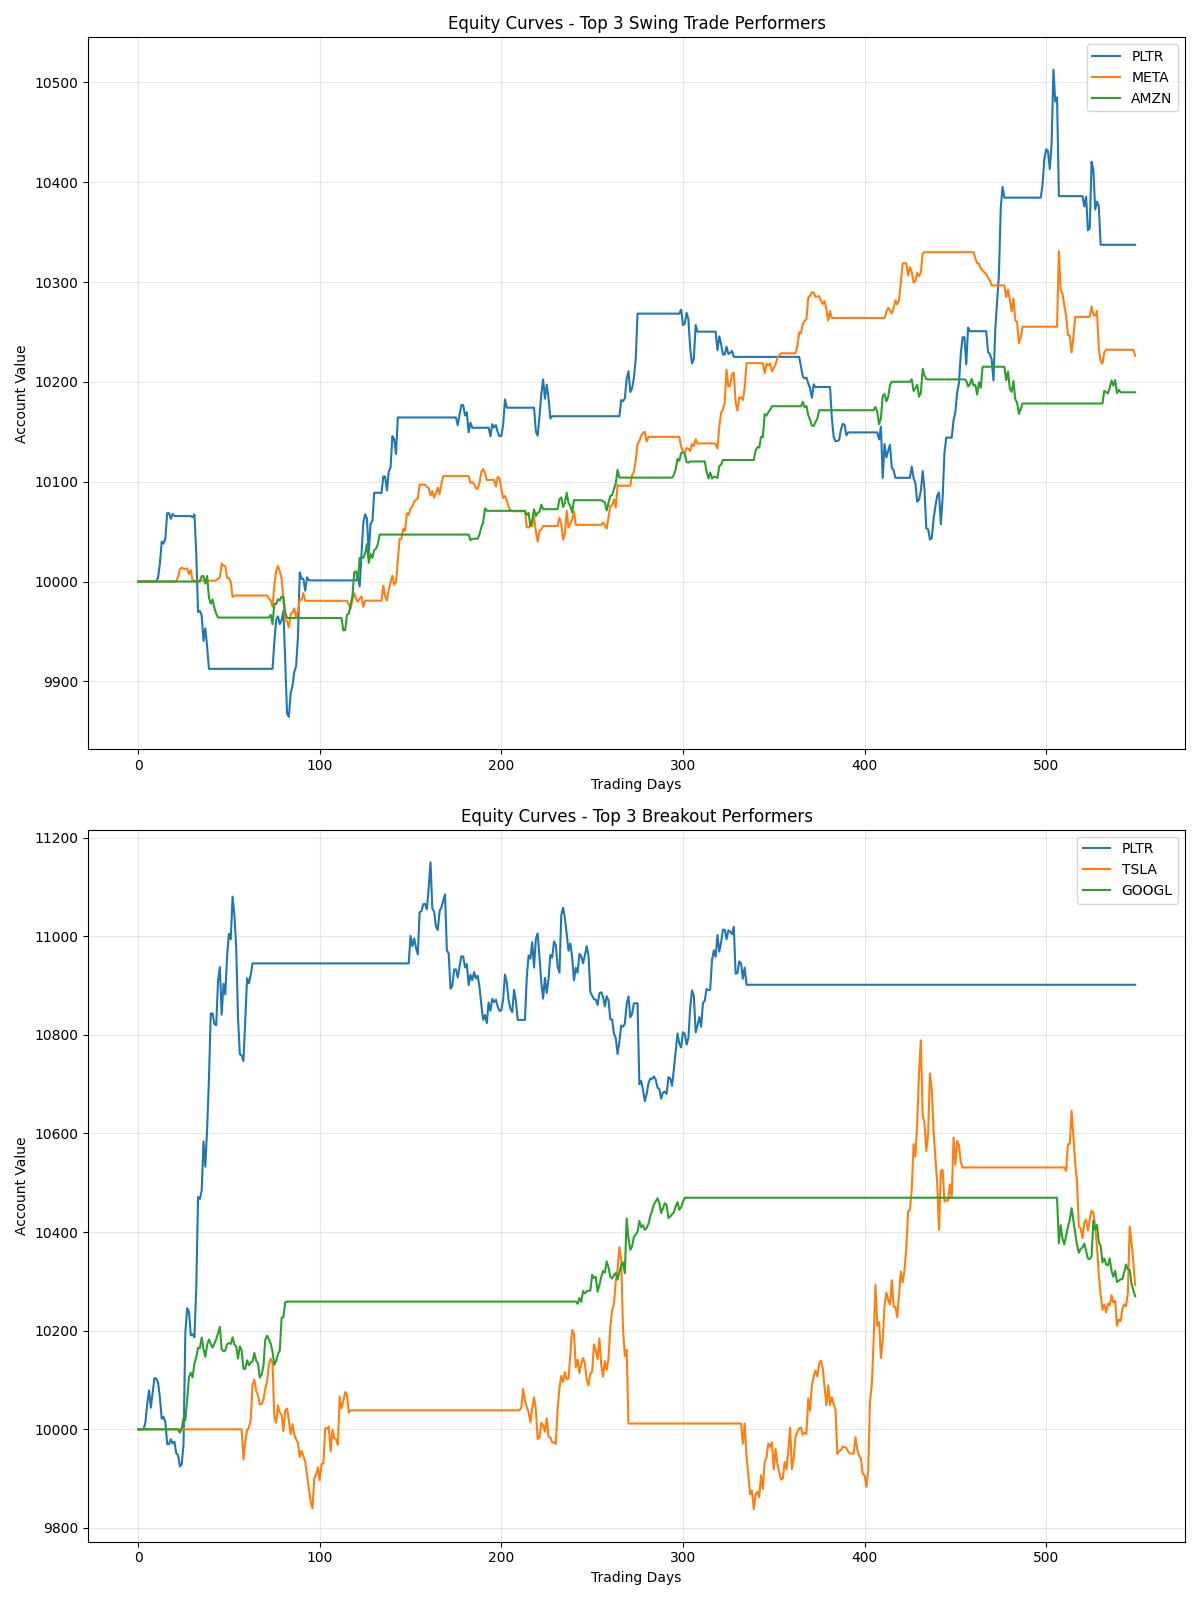 Equity Curves - Top 3 Swing Trade Performers
PLTR
META
AMZN
10500
10400
10300
10200
10100
10000
9900
Account Value
0 100 200 300 400 500
Trading Days
Equity Curves - Top 3 Breakout Performers
PLTR
TSLA
GOOGL
11200
11000
10800
10600
10400
10200
10000
9800
Account Value
0 100 200 300 400 500
Trading Days